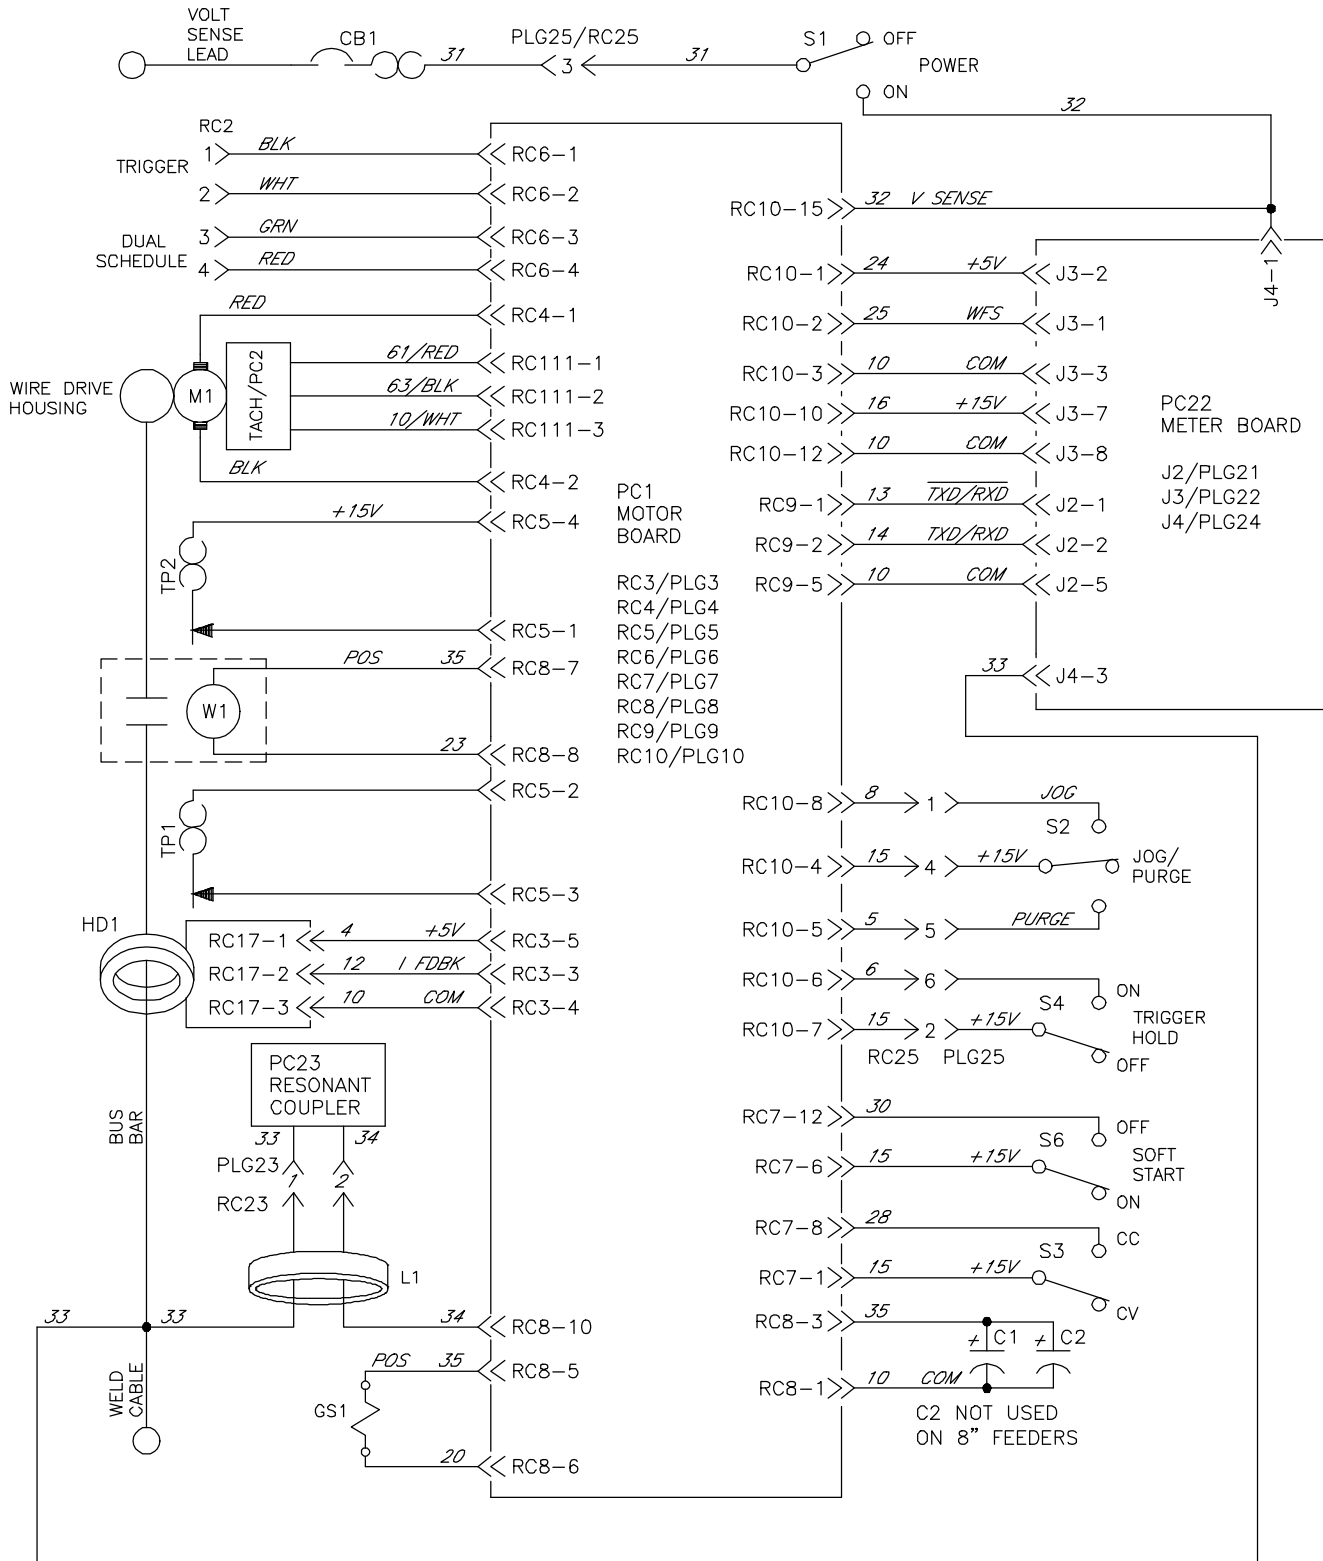 VOLT
SENSE
LEAD
CB1
31
PLG25/RC25
3
31
S1
OFF
POWER
ON
32
RC2
TRIGGER
1
BLK
RC6-1
2
WHT
RC6-2
DUAL
SCHEDULE
3
GRN
RC6-3
4
RED
RC6-4
RED
RC4-1
WIRE DRIVE
HOUSING
M1
TACH/PC2
61/RED
RC111-1
63/BLK
RC111-2
10/WHT
RC111-3
BLK
RC4-2
+15V
RC5-4
TP2
RC5-1
POS
35
RC8-7
W1
23
RC8-8
RC5-2
TP1
RC5-3
HD1
RC17-1
4
+5V
RC3-5
RC17-2
12
I FDBK
RC3-3
RC17-3
10
COM
RC3-4
PC23
RESONANT
COUPLER
33
34
PLG23
1
2
RC23
L1
BUS
BAR
33
33
34
RC8-10
WELD
CABLE
POS
35
RC8-5
GS1
20
RC8-6
PC1
MOTOR
BOARD
RC3/PLG3
RC4/PLG4
RC5/PLG5
RC6/PLG6
RC7/PLG7
RC8/PLG8
RC9/PLG9
RC10/PLG10
RC10-15
32
V SENSE
J4-1
RC10-1
24
+5V
J3-2
RC10-2
25
WFS
J3-1
RC10-3
10
COM
J3-3
RC10-10
16
+15V
J3-7
RC10-12
10
COM
J3-8
RC9-1
13
TXD/RXD
J2-1
RC9-2
14
TXD/RXD
J2-2
RC9-5
10
COM
J2-5
33
J4-3
PC22
METER BOARD
J2/PLG21
J3/PLG22
J4/PLG24
RC10-8
8
1
JOG
S2
RC10-4
15
4
+15V
JOG/
PURGE
RC10-5
5
5
PURGE
RC10-6
6
6
ON
S4
TRIGGER
HOLD
RC10-7
15
2
+15V
RC25
PLG25
OFF
RC7-12
30
OFF
S6
SOFT
START
RC7-6
15
+15V
ON
RC7-8
28
CC
S3
RC7-1
15
+15V
CV
RC8-3
35
+
C1
+
C2
RC8-1
10
COM
C2 NOT USED
ON 8" FEEDERS